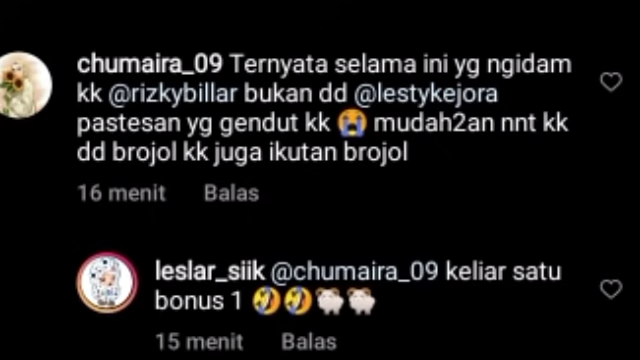 chumaira_09 Ternyata selama ini yg ngidam
kk @rizkybillar bukan dd @lestykejora
pastesan yg gendut kk 😭 mudah2an nnt kk
dd brojol kk juga ikutan brojol
16 menit Balas
leslar_siik @chumaira_09 keliar satu
bonus 1 🤣🤣🐑🐑
15 menit Balas